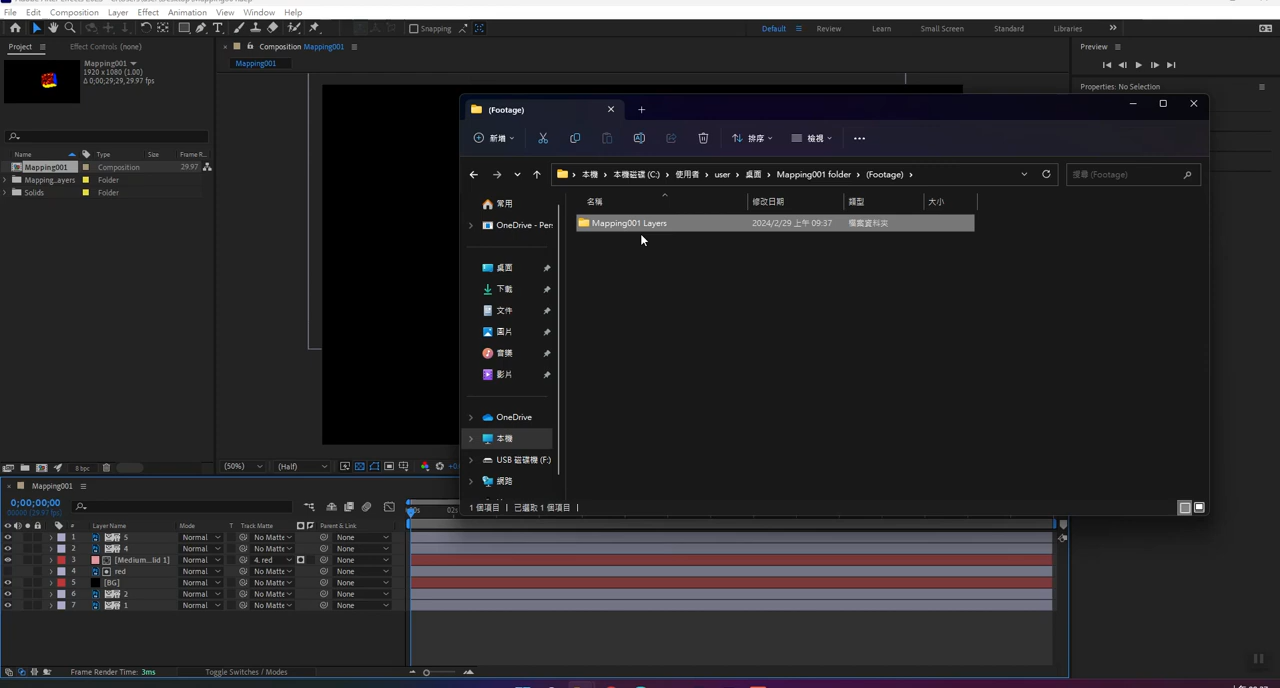 File Edit Composition Layer Effect Animation View Window Help
Snapping
Default Review Learn Small Screen Standard Libraries
Project Effect Controls (none)
Composition Mapping001
Preview
Mapping001
1920 x 1080 (1.00)
Δ 0;00;29;29, 29.97 fps
Mapping001
Properties: No Selection
(Footage)
新增 排序 檢視
本機 本機磁碟 (C:) 使用者 user 桌面 Mapping001 folder (Footage)
搜尋 (Footage)
Name Type Size Frame R...
Mapping001 Composition 29.97
Mapping..ayers Folder
Solids Folder
名稱 修改日期 類型 大小
Mapping001 Layers 2024/2/29 上午 09:37 檔案資料夾
常用
OneDrive - Pers
桌面
下載
文件
圖片
音樂
影片
OneDrive
本機
USB 磁碟機 (F:)
網路
1 個項目 已選取 1 個項目
8 bpc
(50%) (Half)
Mapping001
0;00;00;00
02s
Layer Name Mode T Track Matte Parent & Link
1 5 Normal No Matte None
2 4 Normal No Matte None
3 [Medium...lid 1] Normal 4. red None
4 red Normal No Matte None
5 [BG] Normal No Matte None
6 2 Normal No Matte None
7 1 Normal No Matte None
Frame Render Time: 3ms Toggle Switches / Modes